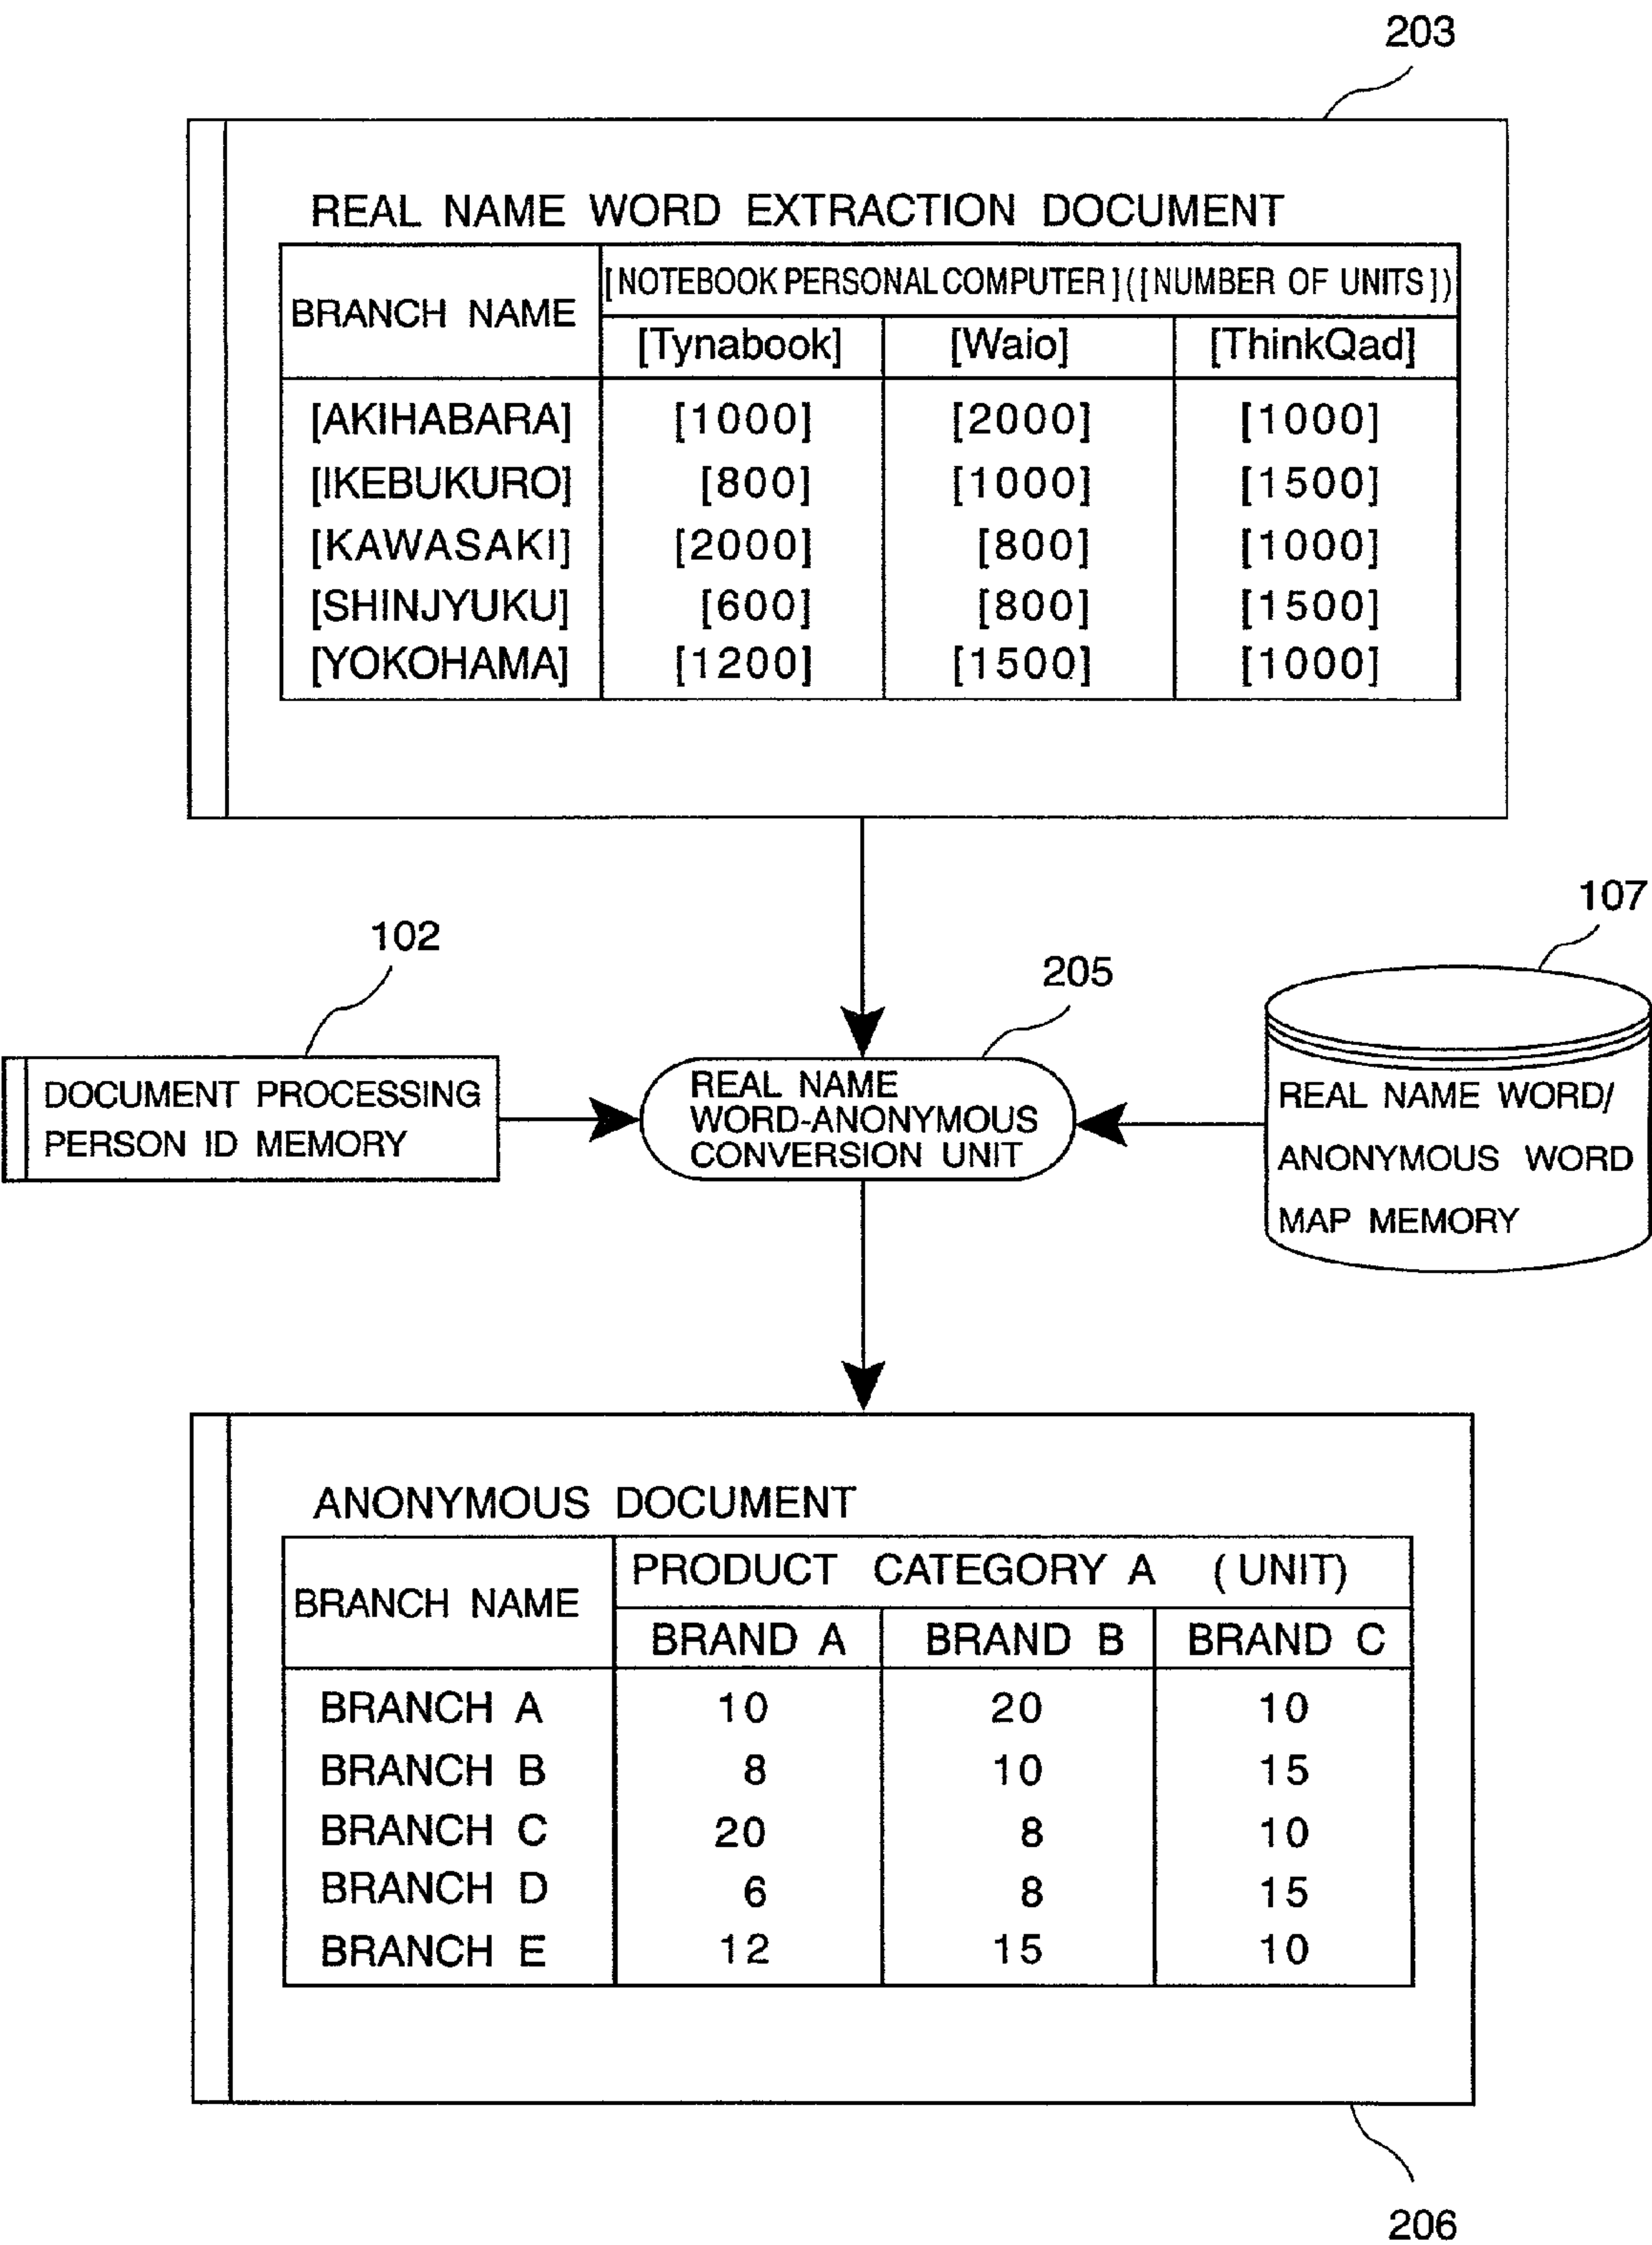 203
REAL NAME WORD EXTRACTION DOCUMENT
BRANCH NAME
[NOTEBOOK PERSONAL COMPUTER]([NUMBER OF UNITS])
[Tynabook] [Waio] [ThinkQad]
[AKIHABARA] [1000] [2000] [1000]
[IKEBUKURO] [800] [1000] [1500]
[KAWASAKI] [2000] [800] [1000]
[SHINJYUKU] [600] [800] [1500]
[YOKOHAMA] [1200] [1500] [1000]
102
DOCUMENT PROCESSING
PERSON ID MEMORY
205
REAL NAME
WORD-ANONYMOUS
CONVERSION UNIT
107
REAL NAME WORD/
ANONYMOUS WORD
MAP MEMORY
ANONYMOUS DOCUMENT
BRANCH NAME
PRODUCT CATEGORY A (UNIT)
BRAND A BRAND B BRAND C
BRANCH A 10 20 10
BRANCH B 8 10 15
BRANCH C 20 8 10
BRANCH D 6 8 15
BRANCH E 12 15 10
206